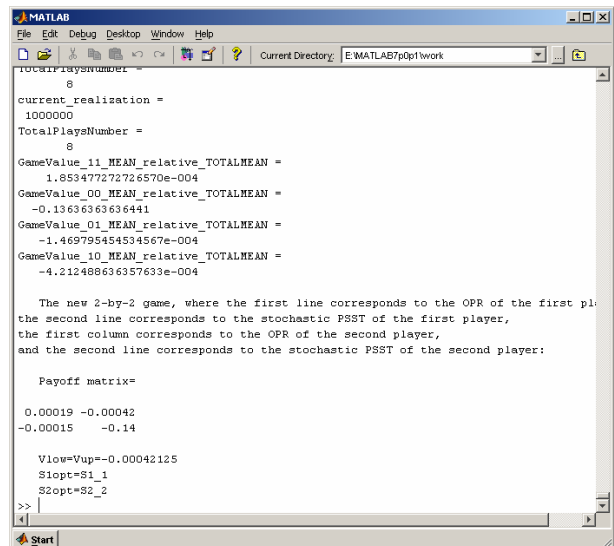 MATLAB
File Edit Debug Desktop Window Help
Current Directory: E:\MATLAB7p0p1\work
TotalPlaysNumber =
8
current_realization =
1000000
TotalPlaysNumber =
8
GameValue_11_MEAN_relative_TOTALMEAN =
1.853477272726570e-004
GameValue_00_MEAN_relative_TOTALMEAN =
-0.13636363636441
GameValue_01_MEAN_relative_TOTALMEAN =
-1.469795454534567e-004
GameValue_10_MEAN_relative_TOTALMEAN =
-4.212488636357633e-004
The new 2-by-2 game, where the first line corresponds to the OPR of the first pl
the second line corresponds to the stochastic PSST of the first player,
the first column corresponds to the OPR of the second player,
and the second line corresponds to the stochastic PSST of the second player:
Payoff matrix=
0.00019 -0.00042
-0.00015 -0.14
Vlow=Vup=-0.00042125
S1opt=S1_1
S2opt=S2_2
>>
Start